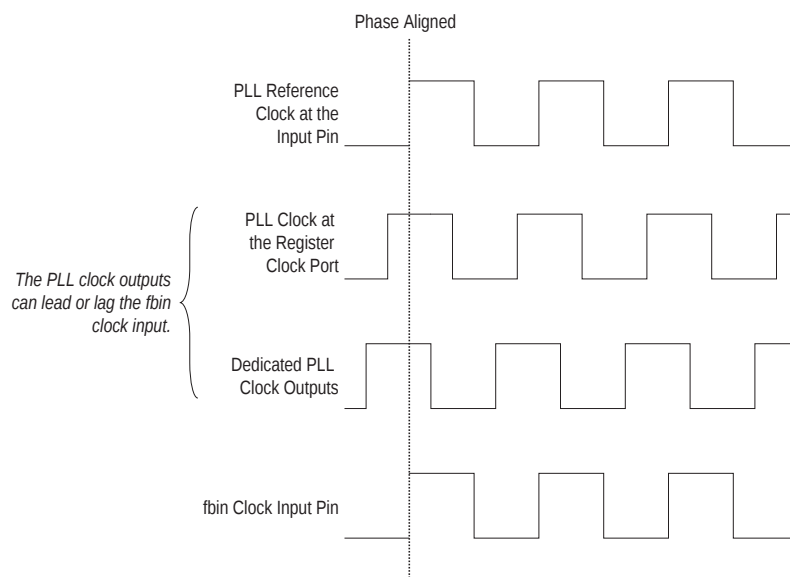 Phase Aligned
PLL Reference
Clock at the
Input Pin
PLL Clock at
the Register
Clock Port
The PLL clock outputs
can lead or lag the fbin
clock input.
Dedicated PLL
Clock Outputs
fbin Clock Input Pin